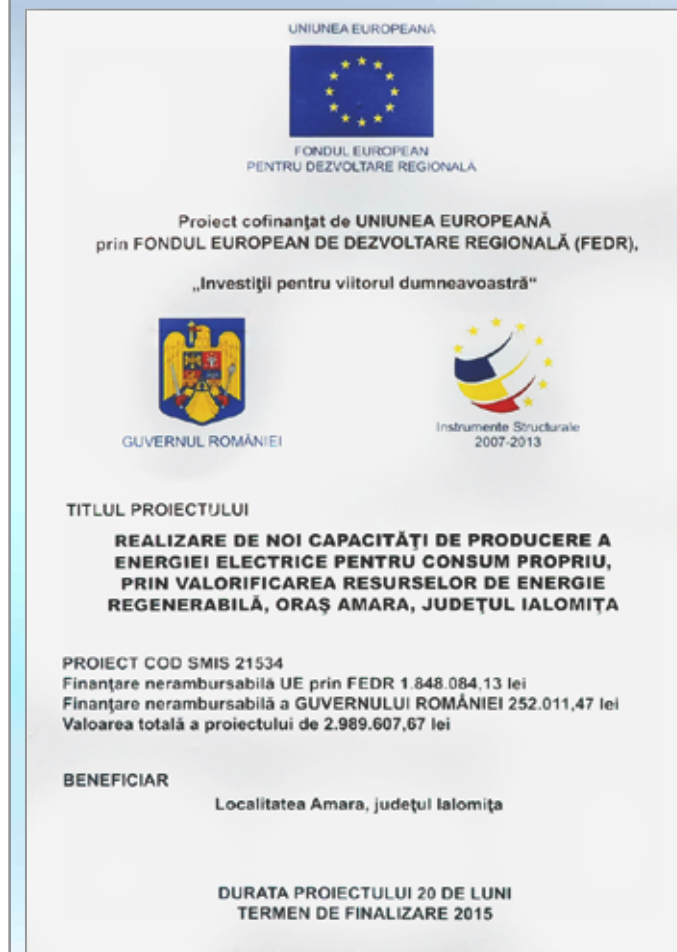 UNIUNEA EUROPEANĂ
FONDUL EUROPEAN
PENTRU DEZVOLTARE REGIONALĂ
Proiect cofinanţat de UNIUNEA EUROPEANĂ
prin FONDUL EUROPEAN DE DEZVOLTARE REGIONALĂ (FEDR),
„Investiţii pentru viitorul dumneavoastră“
GUVERNUL ROMÂNIEI
Instrumente Structurale
2007-2013
TITLUL PROIECTULUI
REALIZARE DE NOI CAPACITĂŢI DE PRODUCERE A
ENERGIEI ELECTRICE PENTRU CONSUM PROPRIU,
PRIN VALORIFICAREA RESURSELOR DE ENERGIE
REGENERABILĂ, ORAŞ AMARA, JUDEŢUL IALOMIŢA
PROIECT COD SMIS 21534
Finanţare nerambursabilă UE prin FEDR 1.848.084,13 lei
Finanţare nerambursabilă a GUVERNULUI ROMÂNIEI 252.011,47 lei
Valoarea totală a proiectului de 2.989.607,67 lei
BENEFICIAR
Localitatea Amara, judeţul Ialomiţa
DURATA PROIECTULUI 20 DE LUNI
TERMEN DE FINALIZARE 2015